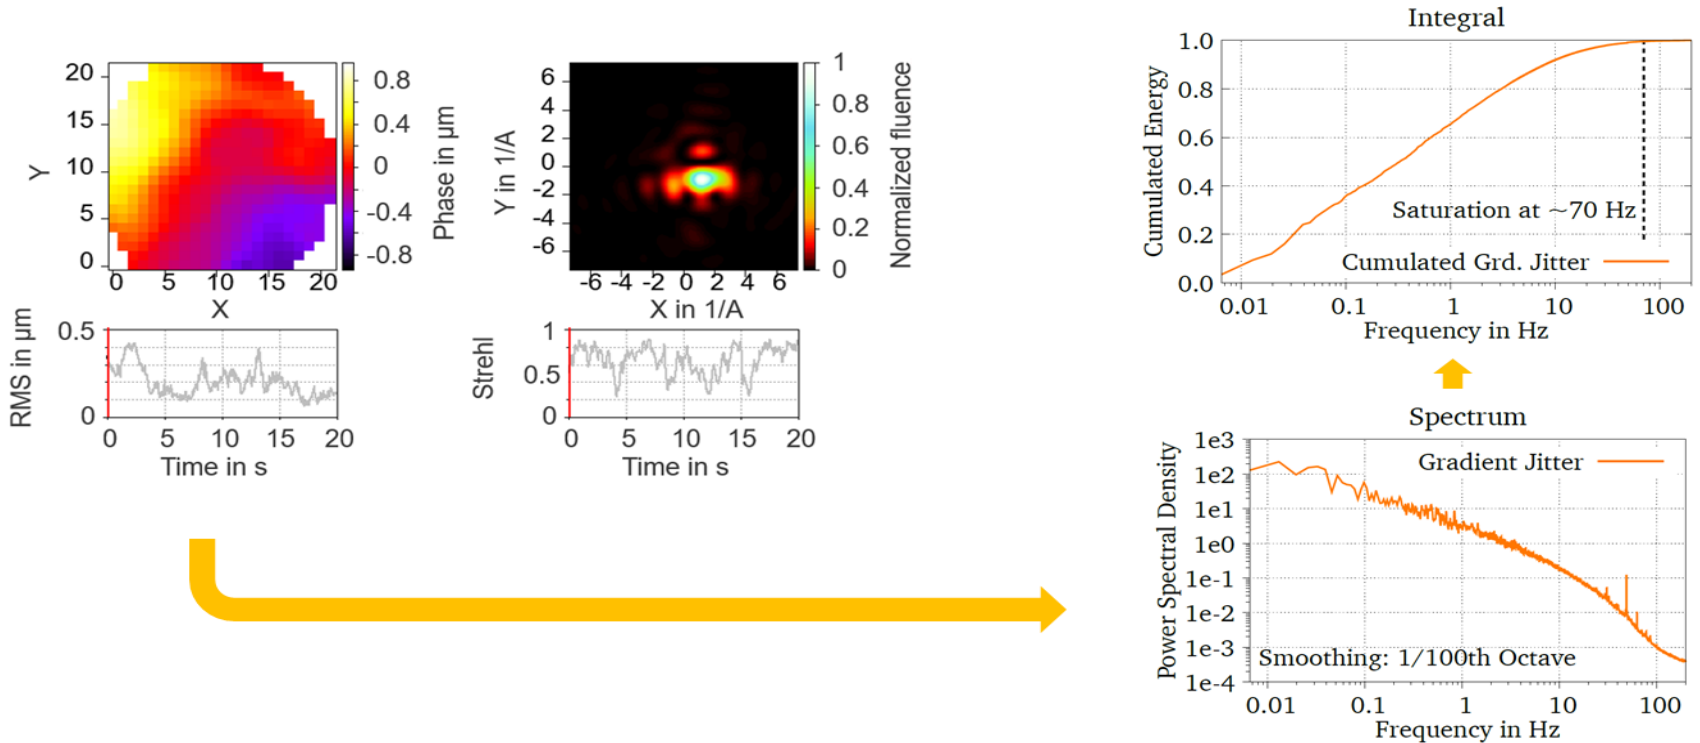 20
15
10
5
0
Y
0 5 10 15 20
X
0.8
0.4
0
-0.4
-0.8
Phase in µm
6
4
2
0
-2
-4
-6
Y in 1/A
-6 -4 -2 0 2 4 6
X in 1/A
1
0.8
0.6
0.4
0.2
0
Normalized fluence
0.5
0
RMS in µm
0 5 10 15 20
Time in s
1
0.5
0
Strehl
0 5 10 15 20
Time in s
Integral
1.0
0.8
0.6
0.4
0.2
0.0
Cumulated Energy
Saturation at ~70 Hz
Cumulated Grd. Jitter
0.01 0.1 1 10 100
Frequency in Hz
Spectrum
1e3
1e2
1e1
1e0
1e-1
1e-2
1e-3
1e-4
Power Spectral Density
Gradient Jitter
Smoothing: 1/100th Octave
0.01 0.1 1 10 100
Frequency in Hz